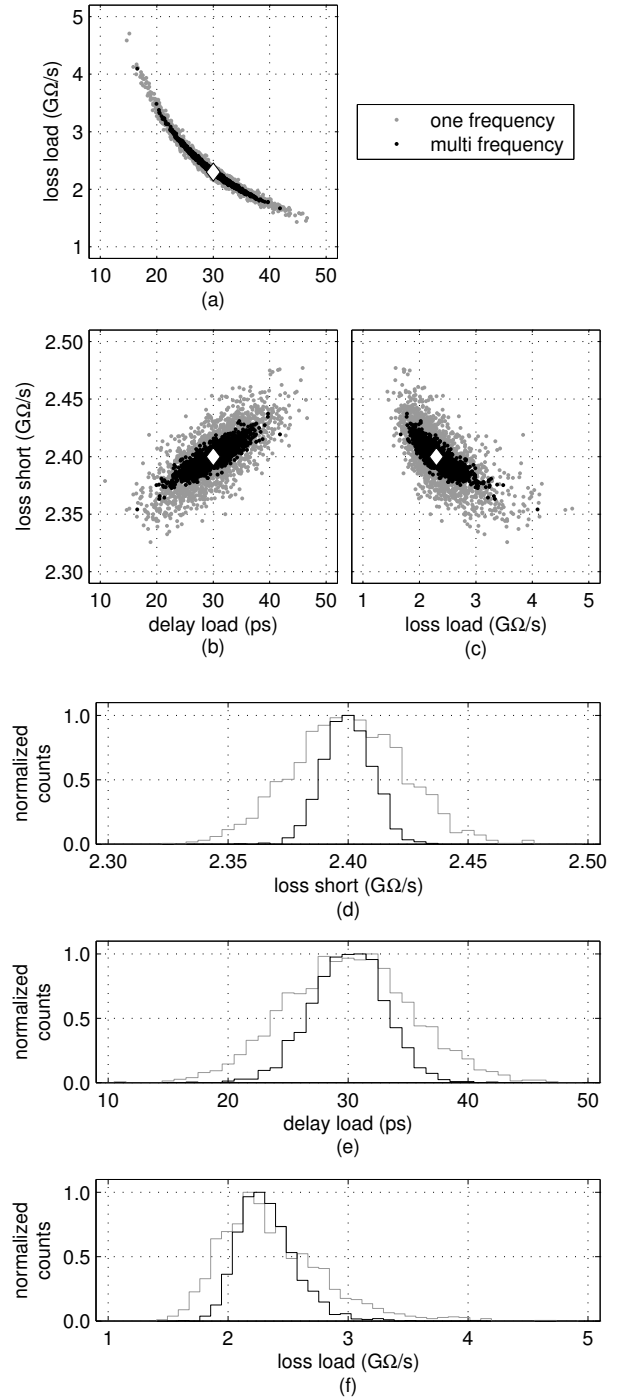 5
4
3
2
1
loss load (GΩ/s)
10 20 30 40 50
(a)
one frequency
multi frequency
2.50
2.45
2.40
2.35
2.30
loss short (GΩ/s)
10 20 30 40 50
delay load (ps)
(b)
1 2 3 4 5
loss load (GΩ/s)
(c)
normalized
counts
1.0
0.5
0.0
2.30 2.35 2.40 2.45 2.50
loss short (GΩ/s)
(d)
normalized
counts
1.0
0.5
0.0
10 20 30 40 50
delay load (ps)
(e)
normalized
counts
1.0
0.5
0.0
1 2 3 4 5
loss load (GΩ/s)
(f)